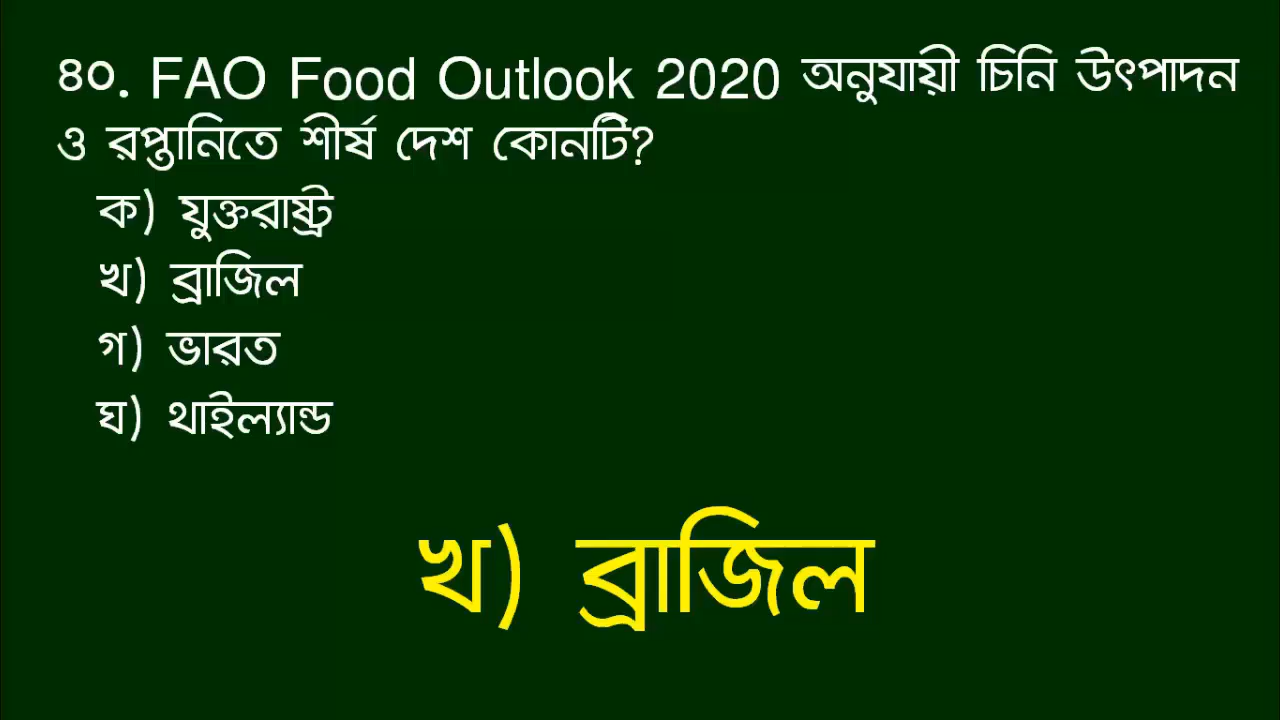 ৪০. FAO Food Outlook 2020 অনুযায়ী চিনি উৎপাদন
ও রপ্তানিতে শীর্ষ দেশ কোনটি?
ক) যুক্তরাষ্ট্র
খ) ব্রাজিল
গ) ভারত
ঘ) থাইল্যান্ড
খ) ব্রাজিল